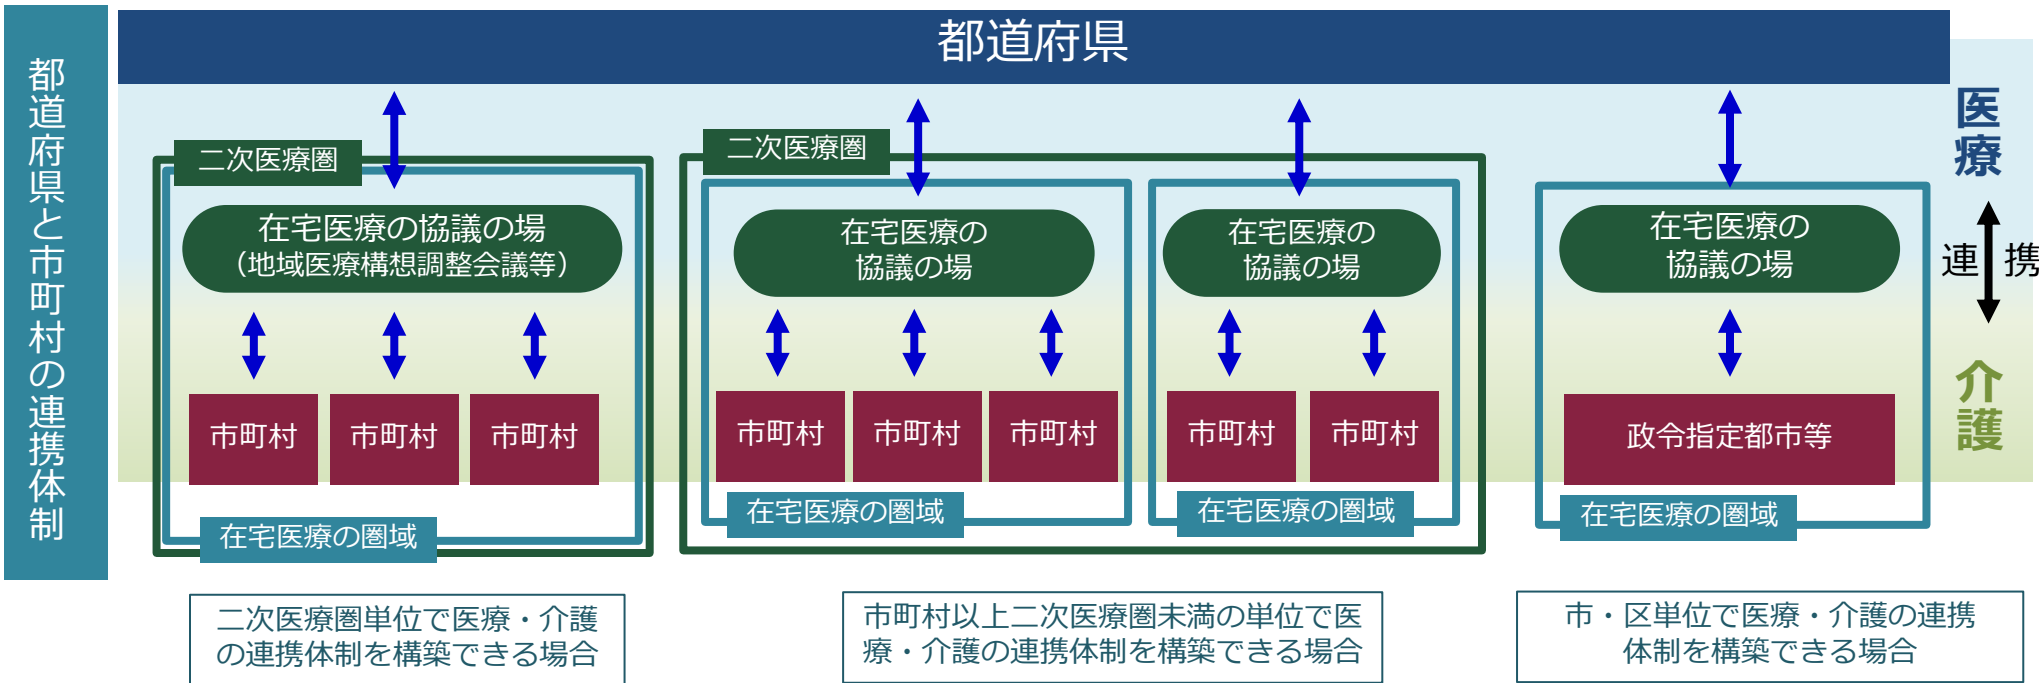 都道府県と市町村の連携体制
都道府県
二次医療圏
在宅医療の協議の場
（地域医療構想調整会議等）
市町村
市町村
市町村
在宅医療の圏域
二次医療圏単位で医療・介護
の連携体制を構築できる場合
二次医療圏
在宅医療の
協議の場
市町村
市町村
市町村
在宅医療の圏域
在宅医療の
協議の場
市町村
市町村
在宅医療の圏域
市町村以上二次医療圏未満の単位で医
療・介護の連携体制を構築できる場合
在宅医療の
協議の場
政令指定都市等
在宅医療の圏域
市・区単位で医療・介護の連携
体制を構築できる場合
医療
連携
介護